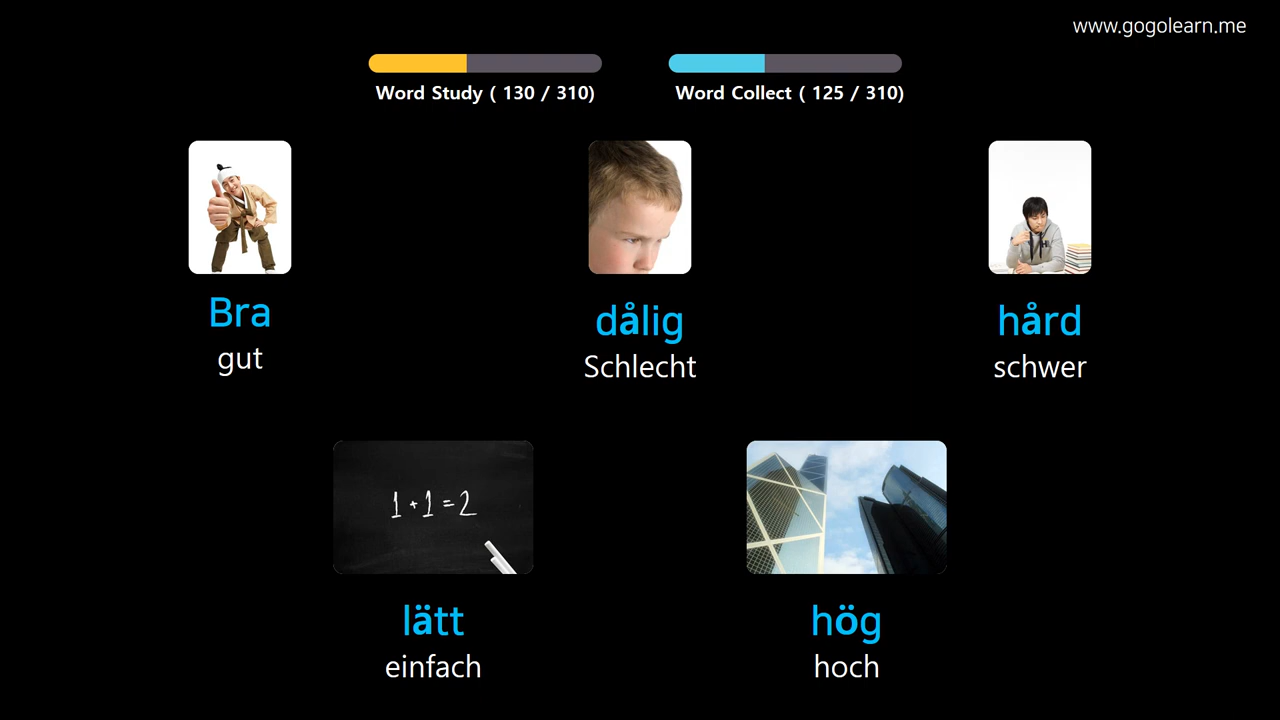 www.gogolearn.me
Word Study ( 130 / 310)
Word Collect ( 125 / 310)
Bra
gut
dålig
Schlecht
hård
schwer
1+1=2
lätt
einfach
hög
hoch